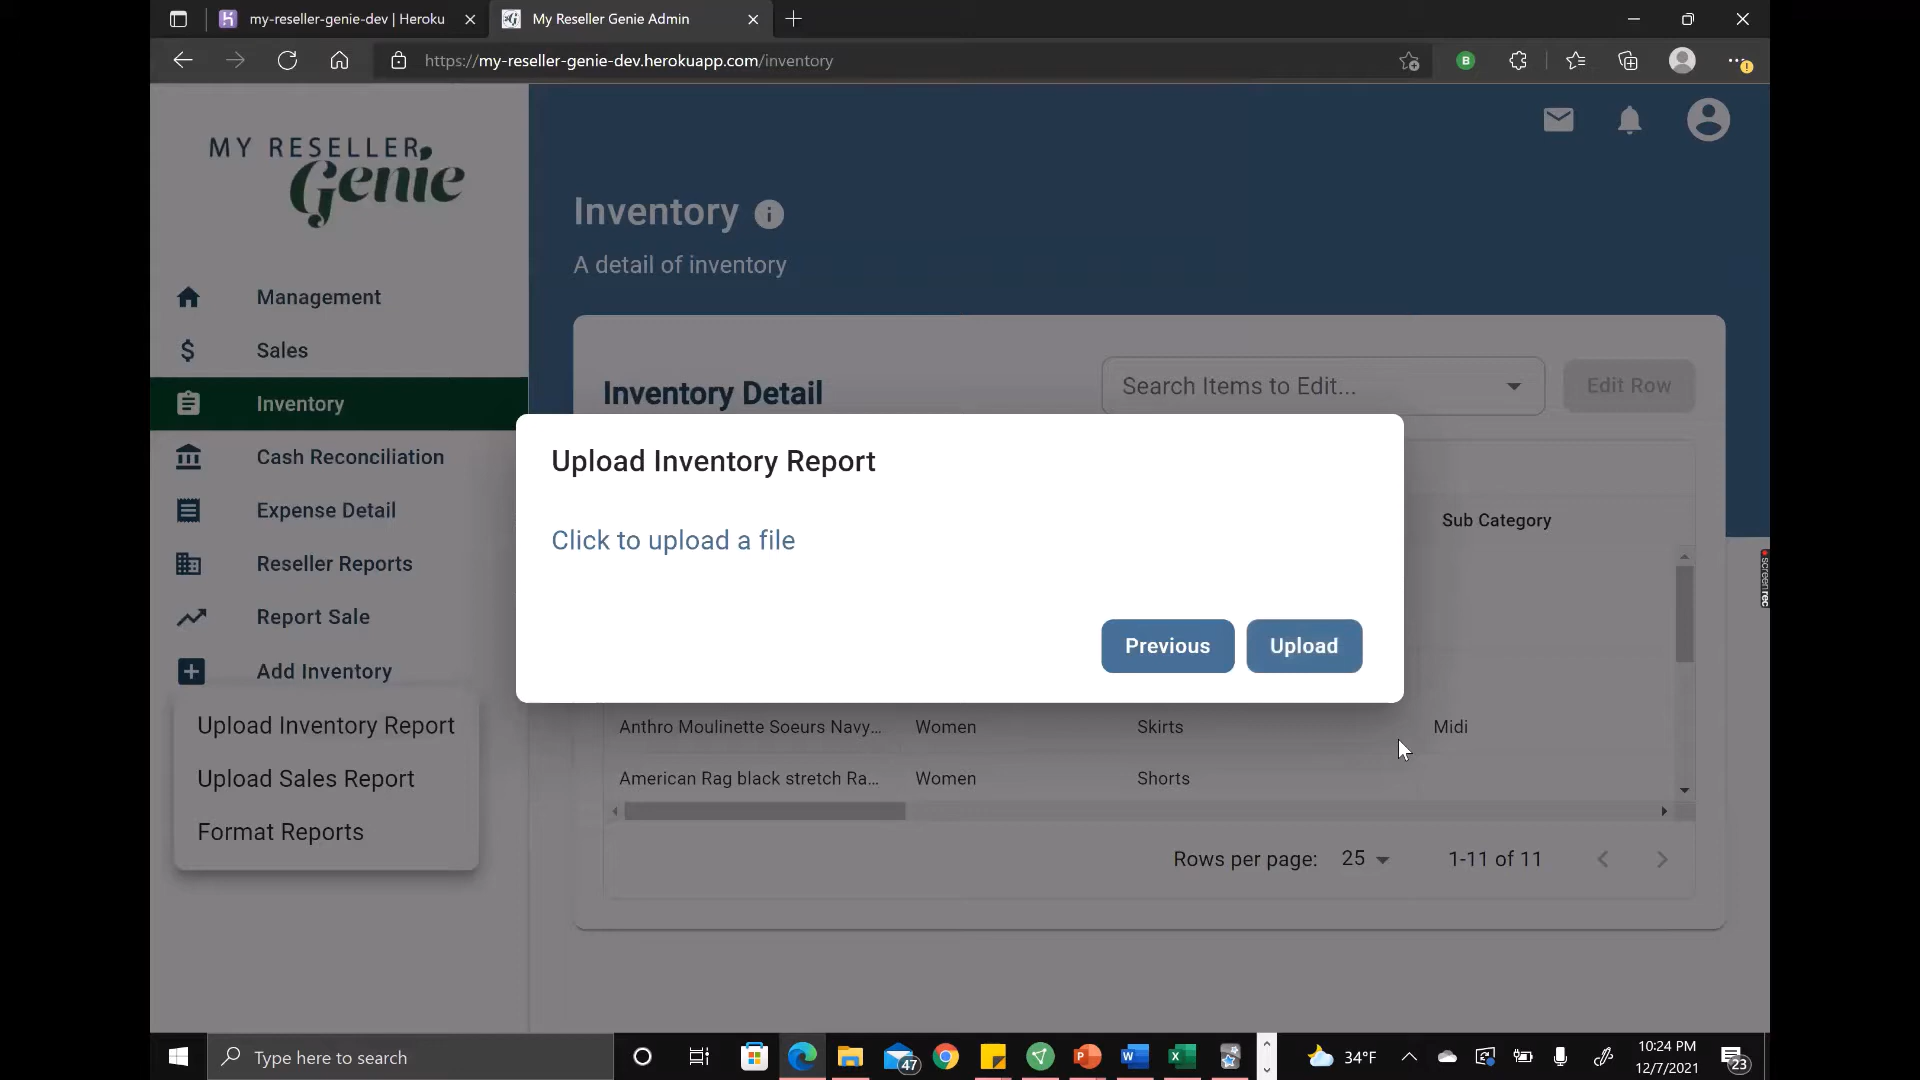 my-reseller-genie-dev | Heroku
My Reseller Genie Admin
https://my-reseller-genie-dev.herokuapp.com/inventory
B
MY RESELLER
Genie
Management
Sales
Inventory
Cash Reconciliation
Expense Detail
Reseller Reports
Report Sale
Add Inventory
Upload Inventory Report
Upload Sales Report
Format Reports
Inventory
A detail of inventory
Inventory Detail
Search Items to Edit...
Edit Row
Sub Category
Upload Inventory Report
Click to upload a file
Previous
Upload
Anthro Moulinette Soeurs Navy... Women Skirts Midi
American Rag black stretch Ra... Women Shorts
Rows per page: 25 1-11 of 11
screen rec
Type here to search
47
34°F
10:24 PM
12/7/2021
23